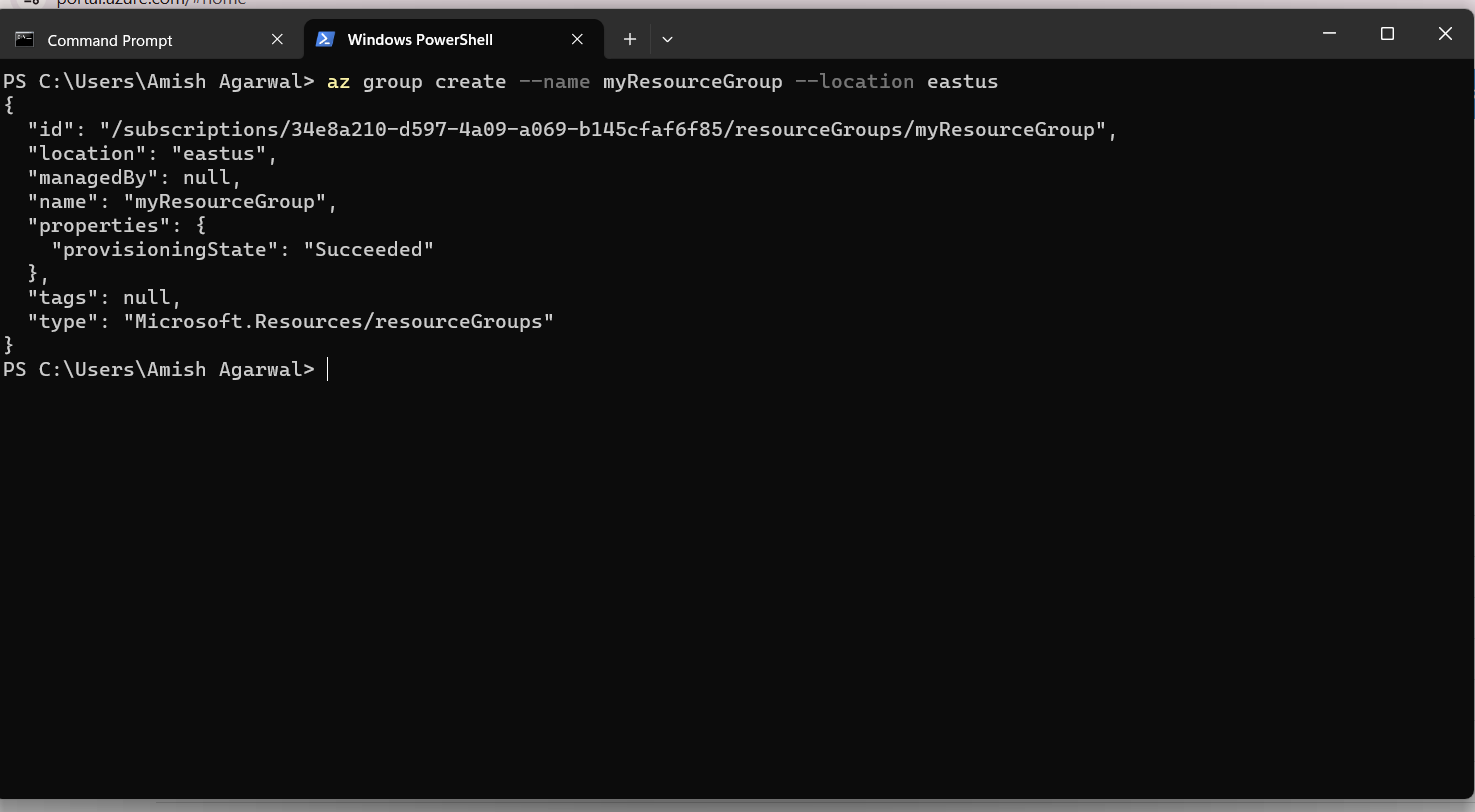 portal.azure.com/#home
Command Prompt
Windows PowerShell
PS C:\Users\Amish Agarwal> az group create --name myResourceGroup --location eastus
{
  "id": "/subscriptions/34e8a210-d597-4a09-a069-b145cfaf6f85/resourceGroups/myResourceGroup",
  "location": "eastus",
  "managedBy": null,
  "name": "myResourceGroup",
  "properties": {
    "provisioningState": "Succeeded"
  },
  "tags": null,
  "type": "Microsoft.Resources/resourceGroups"
}
PS C:\Users\Amish Agarwal>